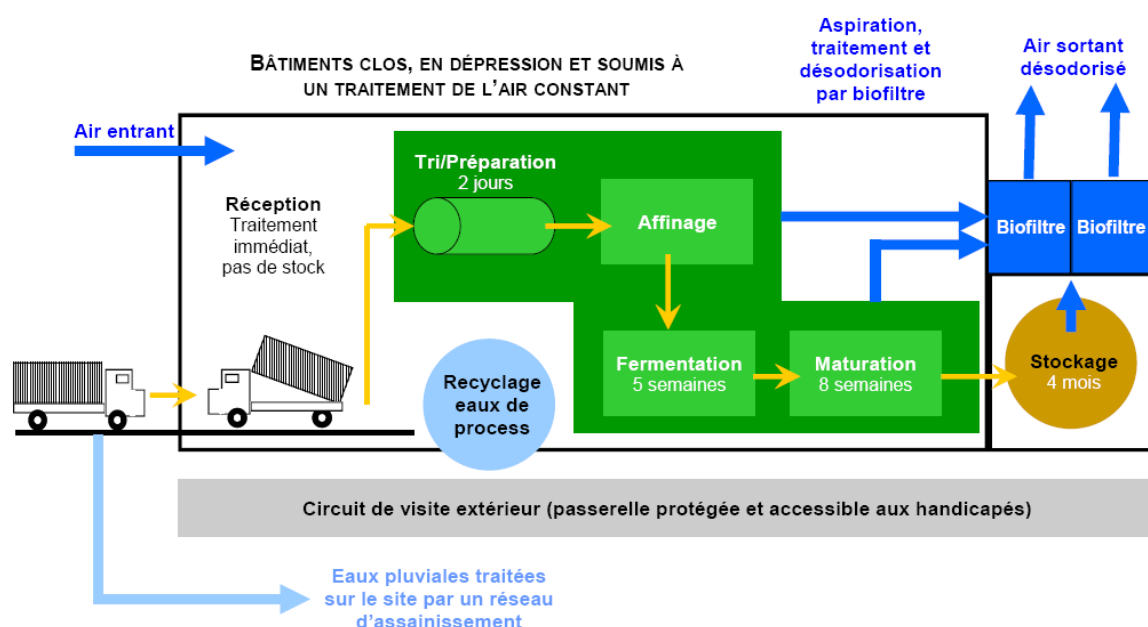 Aspiration,
traitement et
désodorisation
par biofiltre
Air sortant
désodorisé
BÂTIMENTS CLOS, EN DÉPRESSION ET SOUMIS À
UN TRAITEMENT DE L’AIR CONSTANT
Air entrant
Tri/Préparation
2 jours
Réception
Traitement
immédiat,
pas de stock
Affinage
Biofiltre
Biofiltre
Fermentation
5 semaines
Maturation
8 semaines
Stockage
4 mois
Recyclage
eaux de
process
Circuit de visite extérieur (passerelle protégée et accessible aux handicapés)
Eaux pluviales traitées
sur le site par un réseau
d’assainissement